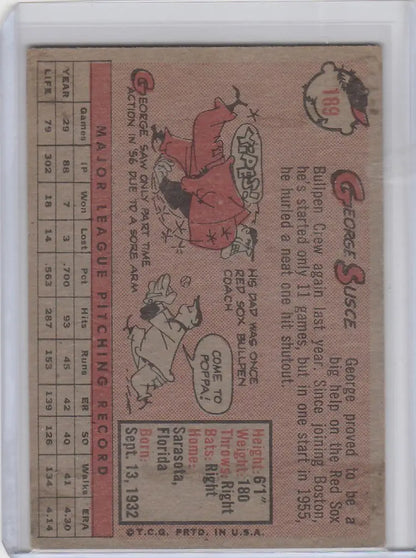 189
GEORGE SUSCE
George proved to be a
big help on the Red Sox
Bullpen Crew again last year. Since joining Boston,
he's started only 11 games, but in one start in 1955,
he hurled a neat one hit shutout.
YIPES!
GEORGE SAW ONLY PART TIME
ACTION IN '56 DUE TO A SORE ARM
HIS DAD WAS ONCE
RED SOX BULLPEN
COACH
COME TO
POPPA!
Height: 6'1"
Weight: 180
Throws: Right
Bats: Right
Home:
Sarasota,
Florida
Born:
Sept. 13, 1932
MAJOR LEAGUE PITCHING RECORD
Games IP Won Lost Pct Hits Runs ER SO Walks ERA
YEAR 29 88 7 3 .700 93 45 42 40 41 4.30
LIFE 79 302 18 14 .563 287 153 139 126 134 4.14
© T.C.G. PRTD. IN U.S.A.